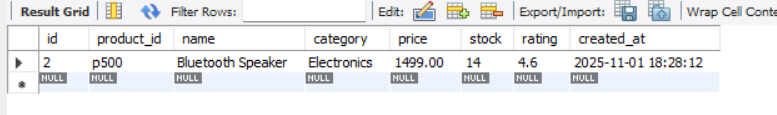 Result Grid Filter Rows: Edit: Export/Import: Wrap Cell Conte
id product_id name category price stock rating created_at
2 p500 Bluetooth Speaker Electronics 1499.00 14 4.6 2025-11-01 18:28:12
NULL NULL NULL NULL NULL NULL NULL NULL